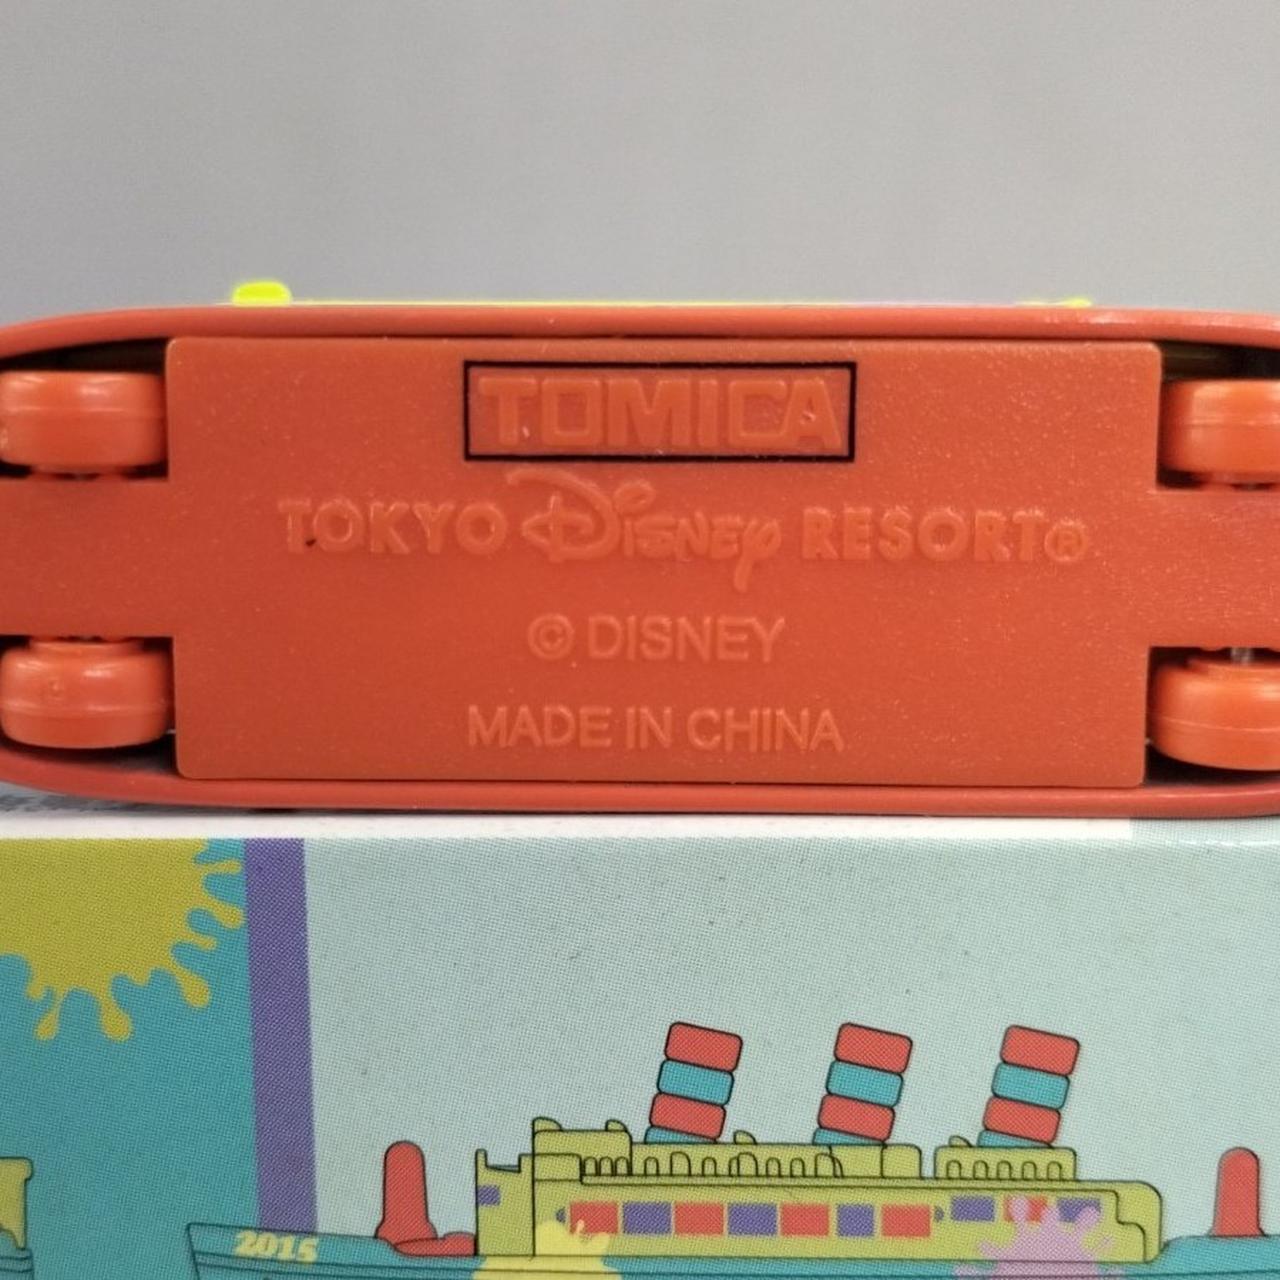 TOMICA
TOKYO Disney RESORT®
© DISNEY
MADE IN CHINA
2015